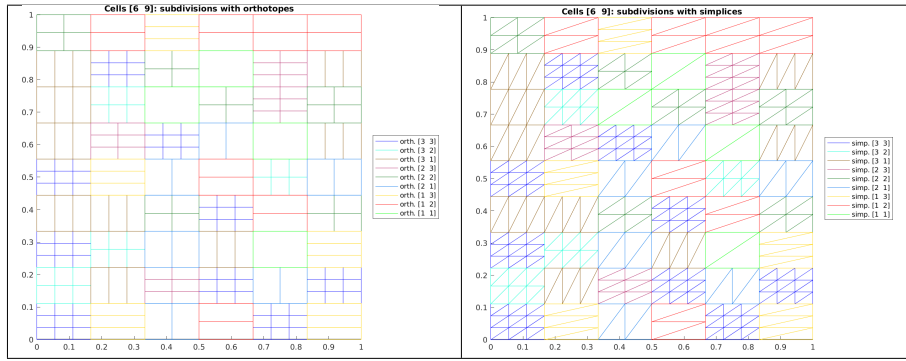 Cells [6 9]: subdivisions with orthotopes
1
0.9
0.8
0.7
0.6
0.5
0.4
0.3
0.2
0.1
0
0 0.1 0.2 0.3 0.4 0.5 0.6 0.7 0.8 0.9 1
orth. [3 3]
orth. [3 2]
orth. [3 1]
orth. [2 3]
orth. [2 2]
orth. [2 1]
orth. [1 3]
orth. [1 2]
orth. [1 1]
Cells [6 9]: subdivisions with simplices
1
0.9
0.8
0.7
0.6
0.5
0.4
0.3
0.2
0.1
0
0 0.1 0.2 0.3 0.4 0.5 0.6 0.7 0.8 0.9 1
simp. [3 3]
simp. [3 2]
simp. [3 1]
simp. [2 3]
simp. [2 2]
simp. [2 1]
simp. [1 3]
simp. [1 2]
simp. [1 1]